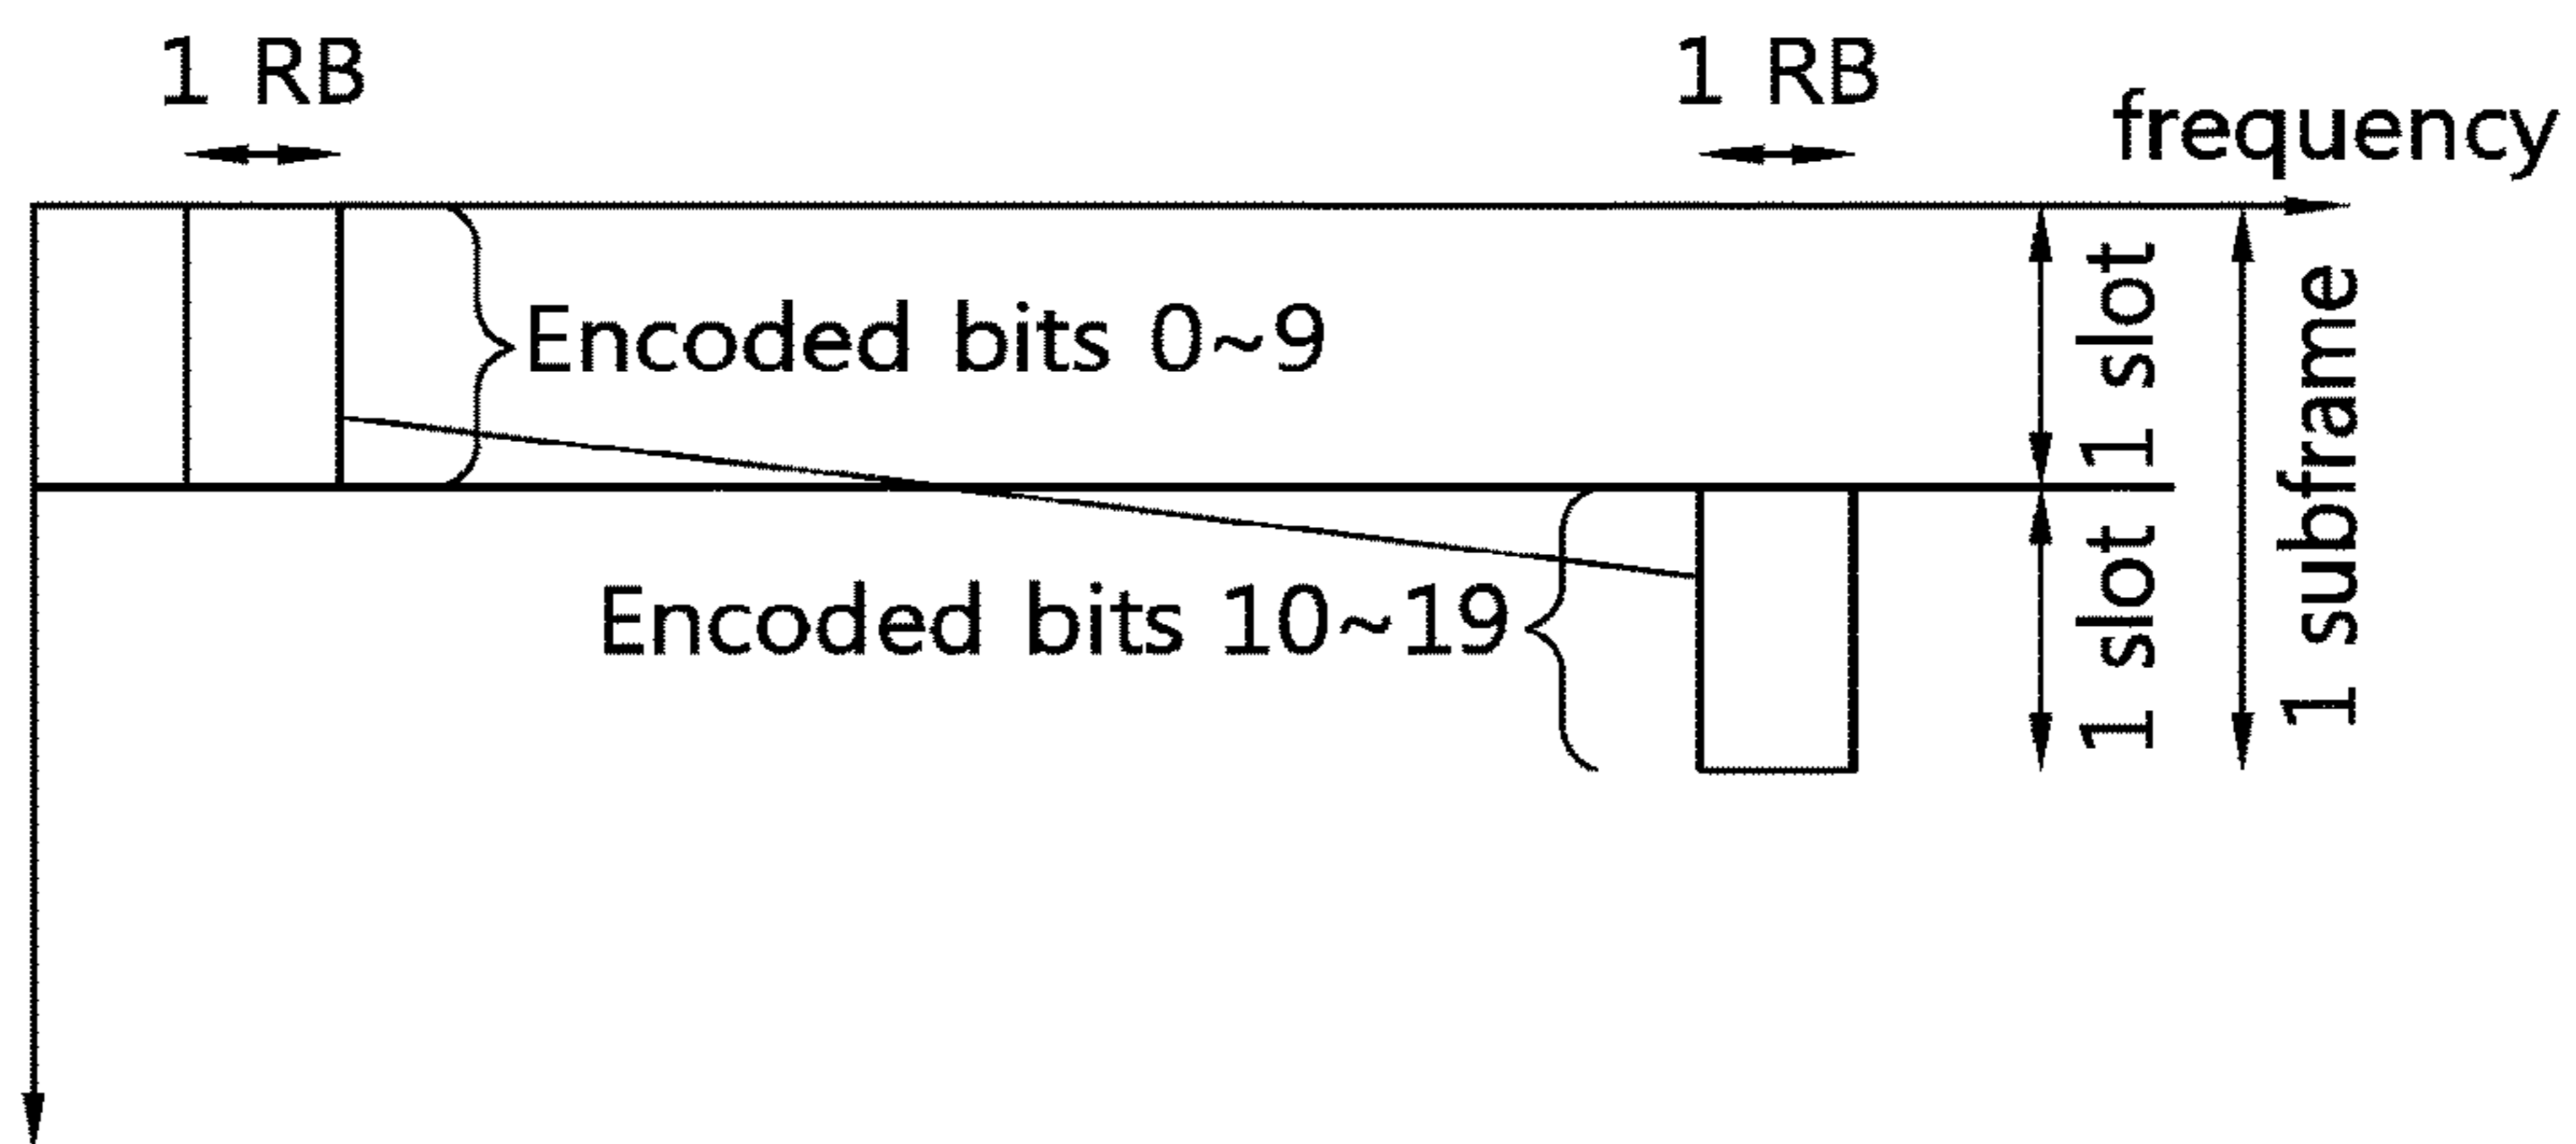 1 RB
1 RB
frequency
Encoded bits 0~9
1 slot
1 subframe
Encoded bits 10~19
1 slot